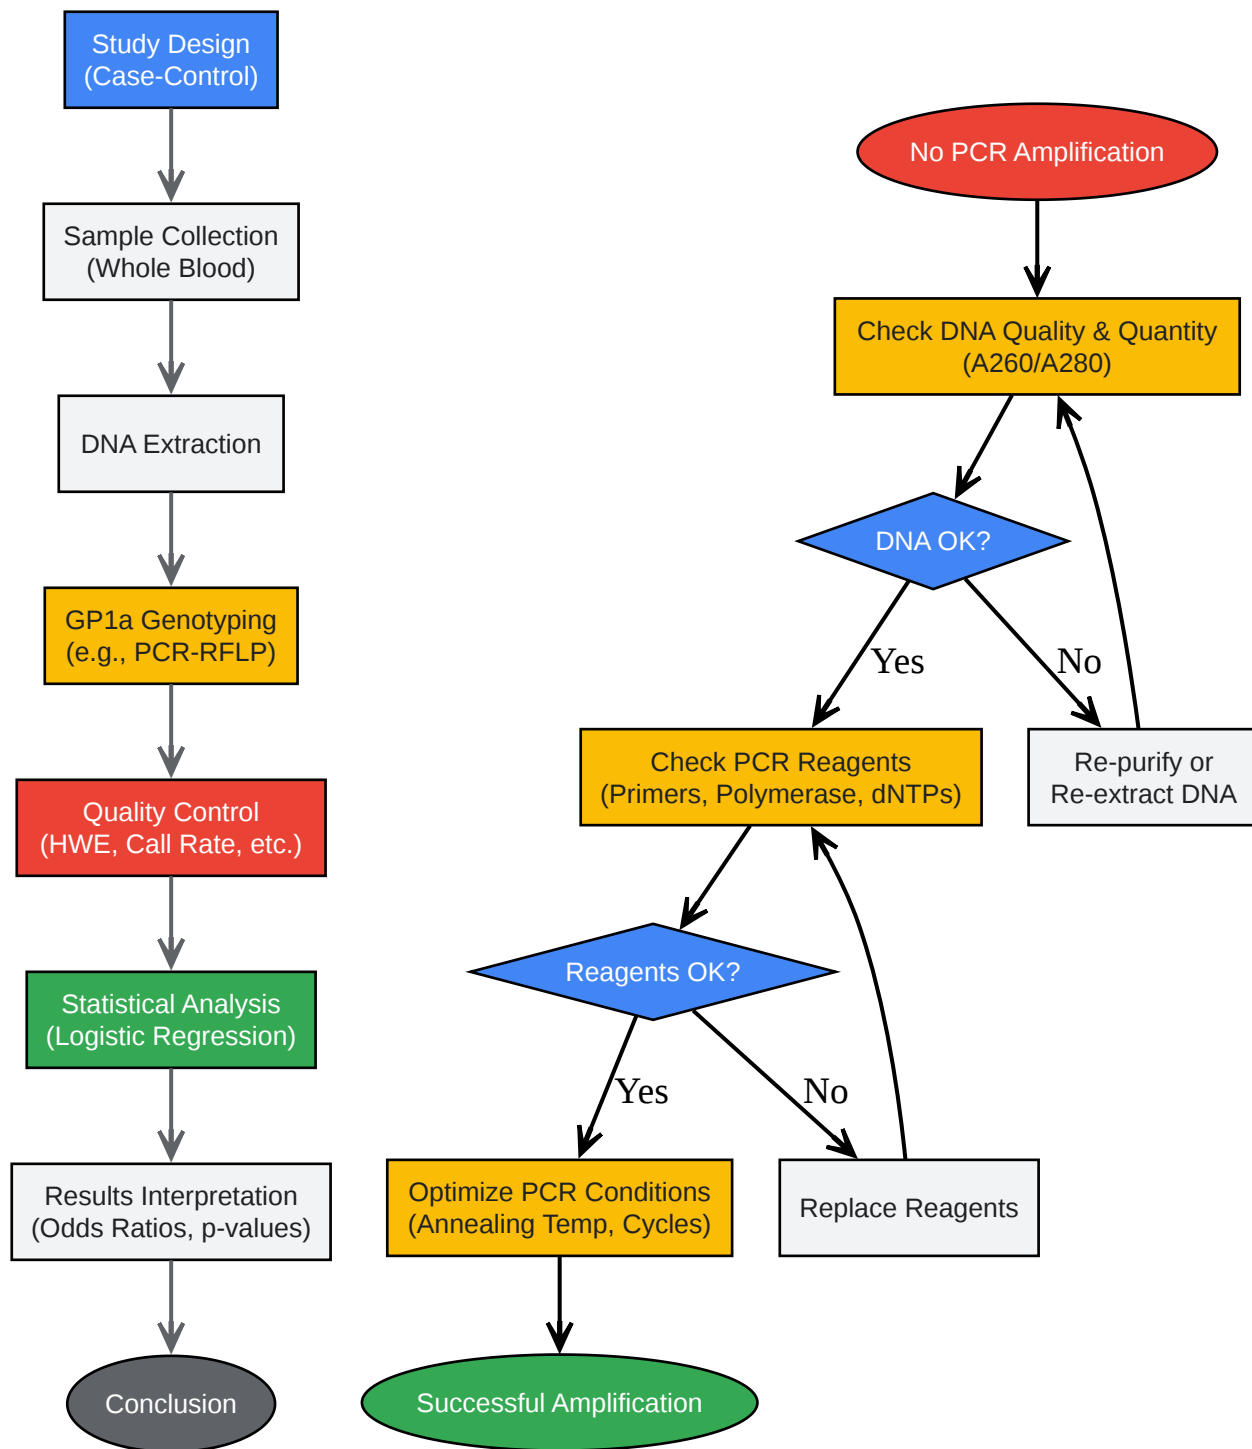 Study Design
(Case-Control)
Sample Collection
(Whole Blood)
DNA Extraction
GP1a Genotyping
(e.g., PCR-RFLP)
Quality Control
(HWE, Call Rate, etc.)
Statistical Analysis
(Logistic Regression)
Results Interpretation
(Odds Ratios, p-values)
Conclusion
No PCR Amplification
Check DNA Quality & Quantity
(A260/A280)
DNA OK?
Yes
No
Check PCR Reagents
(Primers, Polymerase, dNTPs)
Re-purify or
Re-extract DNA
Reagents OK?
Yes
No
Optimize PCR Conditions
(Annealing Temp, Cycles)
Replace Reagents
Successful Amplification